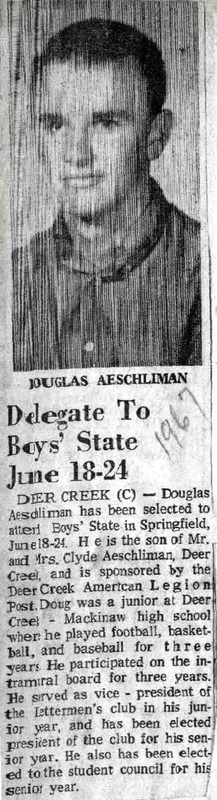 DOUGLAS AESCHLIMAN
Delegate To
Boys' State
June 18-24
1967
DEER CREEK (C) — Douglas
Aeschliman has been selected to
attend Boys' State in Springfield,
June 18-24. He is the son of Mr.
and Mrs. Clyde Aeschliman, Deer
Creek, and is sponsored by the
Deer Creek American Legion
Post. Doug was a junior at Deer
Creek - Mackinaw high school
where he played football, basket-
ball, and baseball for three
years. He participated on the in-
tramural board for three years.
He served as vice - president of
the lettermen's club in his jun-
ior year, and has been elected
president of the club for his sen-
ior year. He also has been elect-
ed to the student council for his
senior year.